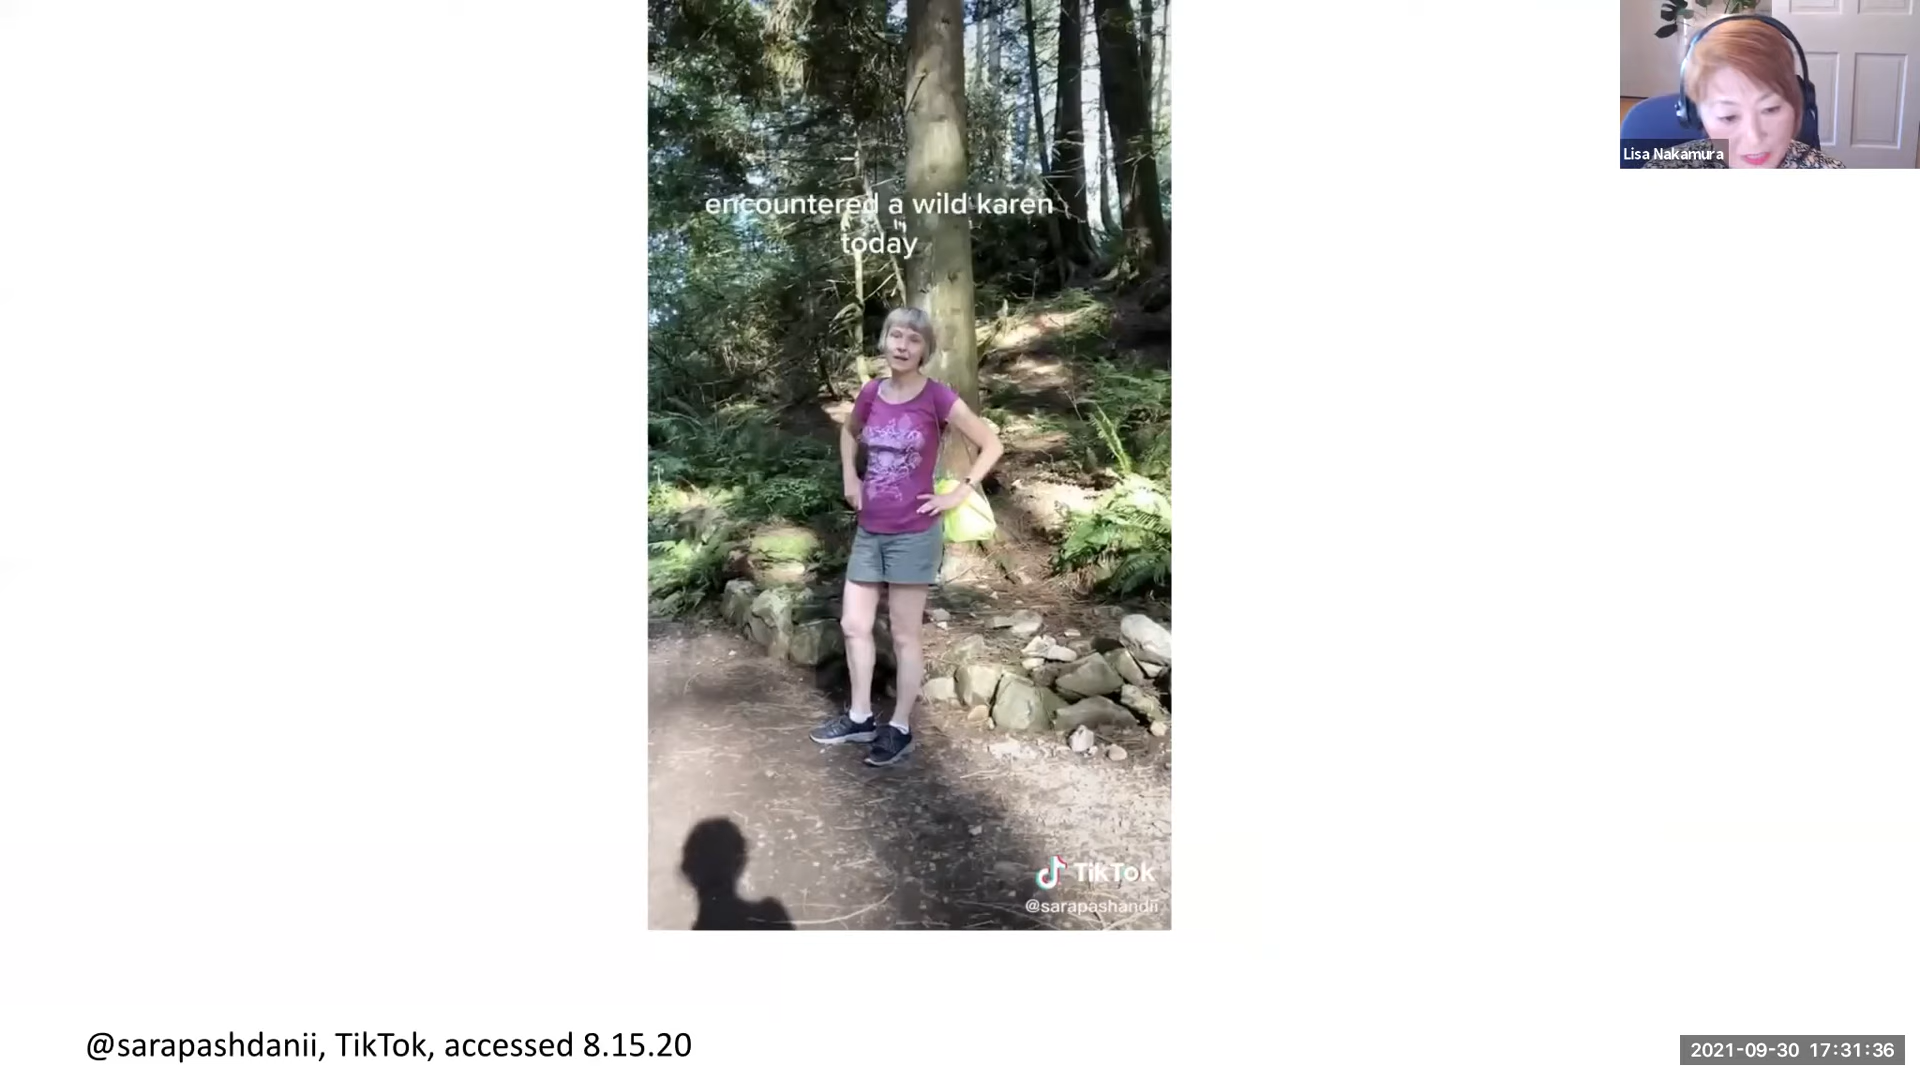 Lisa Nakamura
encountered a wild karen
today
TikTok
@sarapashandii
@sarapashdanii, TikTok, accessed 8.15.20
2021-09-30 17:31:36